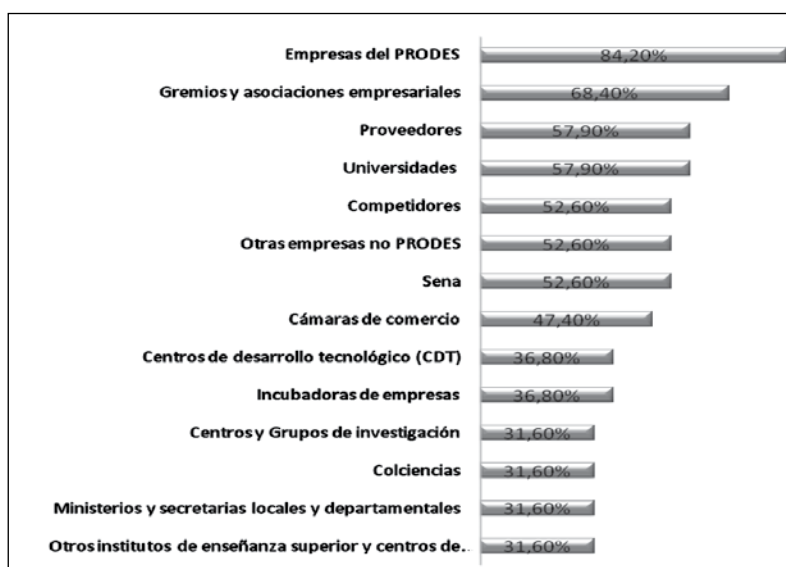 Empresas del PRODES 84,20%
Gremios y asociaciones empresariales 68,40%
Proveedores 57,90%
Universidades 57,90%
Competidores 52,60%
Otras empresas no PRODES 52,60%
Sena 52,60%
Cámaras de comercio 47,40%
Centros de desarrollo tecnológico (CDT) 36,80%
Incubadoras de empresas 36,80%
Centros y Grupos de investigación 31,60%
Colciencias 31,60%
Ministerios y secretarias locales y departamentales 31,60%
Otros institutos de enseñanza superior y centros de.. 31,60%